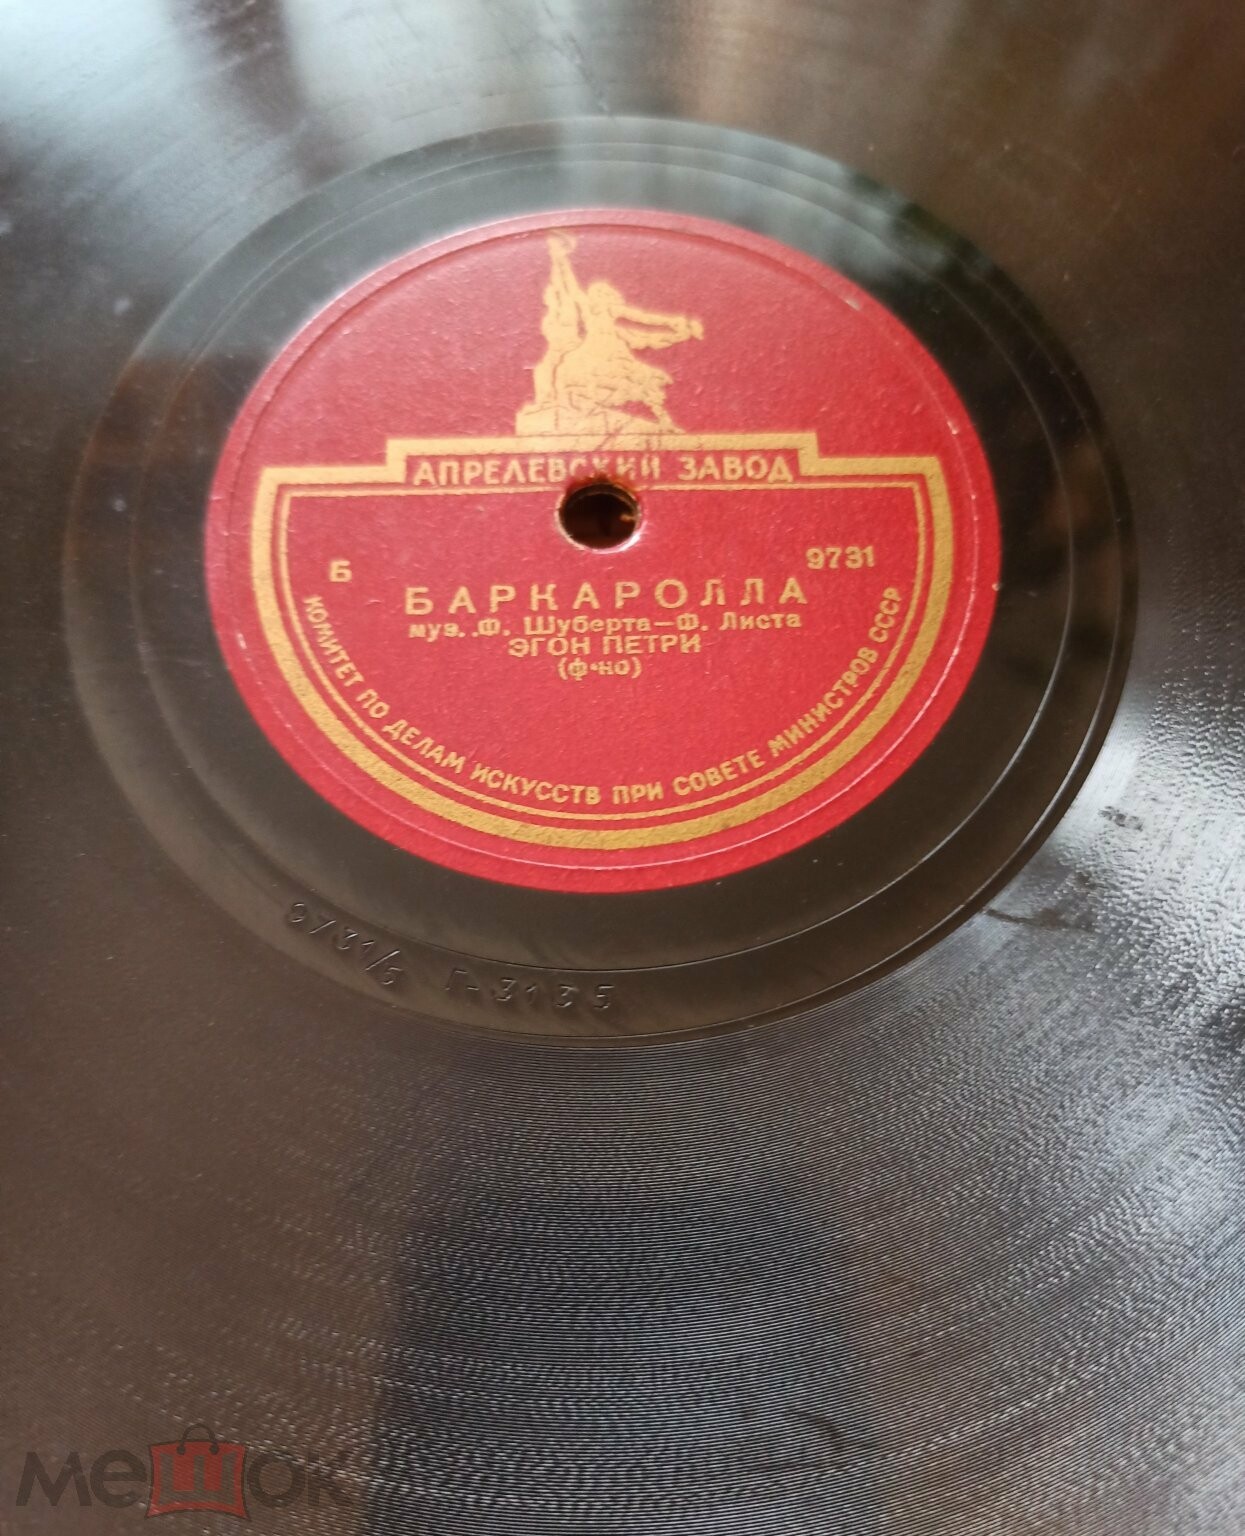 АПРЕЛЕВСКИЙ ЗАВОД
Б 9731
БАРКАРОЛЛА
муз. Ф. Шуберта—Ф. Листа
ЭГОН ПЕТРИ
(ф-но)
КОМИТЕТ ПО ДЕЛАМ ИСКУССТВ ПРИ СОВЕТЕ МИНИСТРОВ СССР
9731/5 Г-3135
мешок